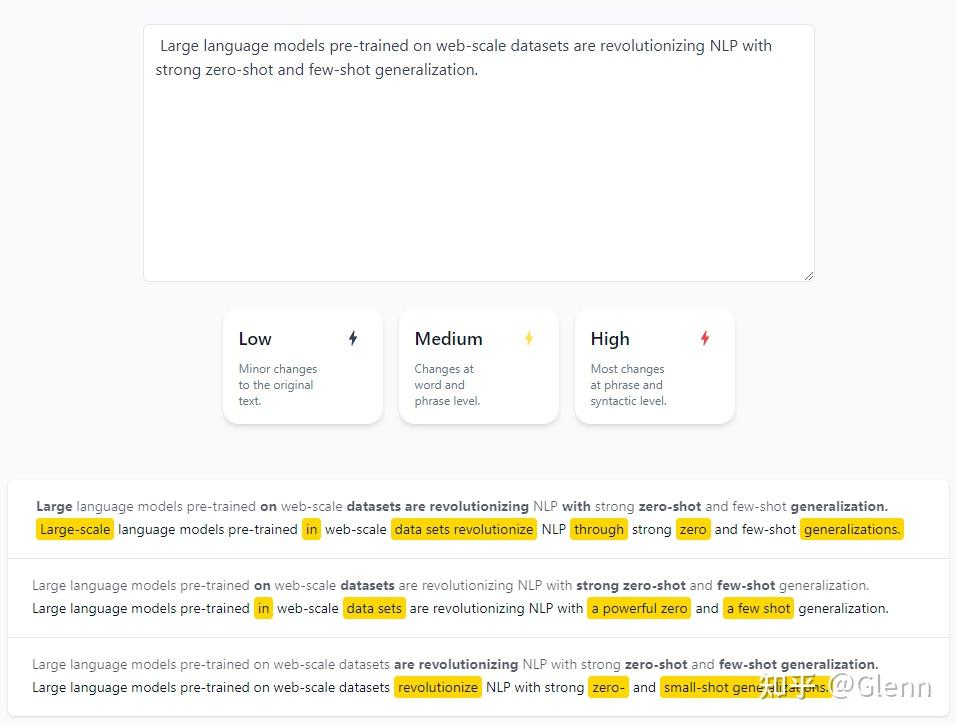 Large language models pre-trained on web-scale datasets are revolutionizing NLP with
strong zero-shot and few-shot generalization.
Low
Minor changes
to the original
text.
Medium
Changes at
word and
phrase level.
High
Most changes
at phrase and
syntactic level.
Large language models pre-trained on web-scale datasets are revolutionizing NLP with strong zero-shot and few-shot generalization.
Large-scale language models pre-trained in web-scale data sets revolutionize NLP through strong zero and few-shot generalizations.
Large language models pre-trained on web-scale datasets are revolutionizing NLP with strong zero-shot and few-shot generalization.
Large language models pre-trained in web-scale data sets are revolutionizing NLP with a powerful zero and a few shot generalization.
Large language models pre-trained on web-scale datasets are revolutionizing NLP with strong zero-shot and few-shot generalization.
Large language models pre-trained on web-scale datasets revolutionize NLP with strong zero- and small-shot generalizations.
知乎 @Glenn